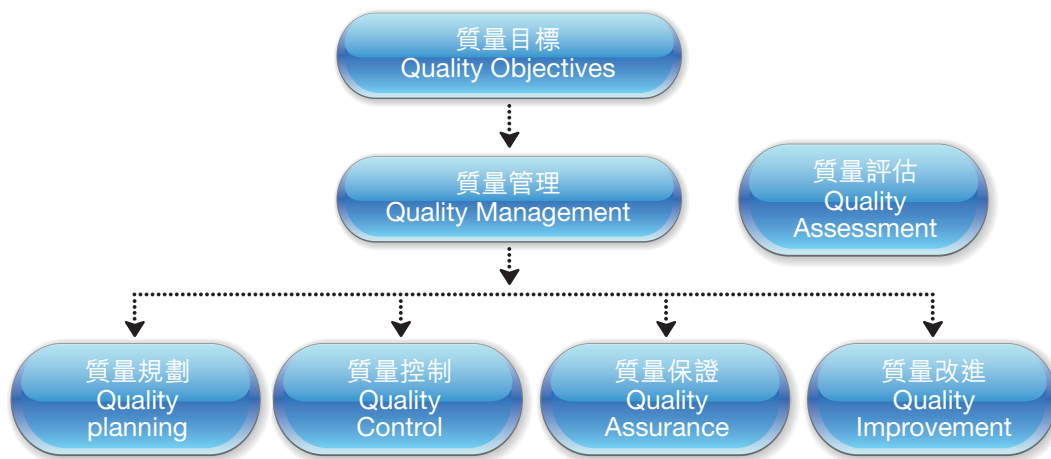 質量目標
Quality Objectives
質量管理
Quality Management
質量評估
Quality
Assessment
質量規劃
Quality
planning
質量控制
Quality
Control
質量保證
Quality
Assurance
質量改進
Quality
Improvement